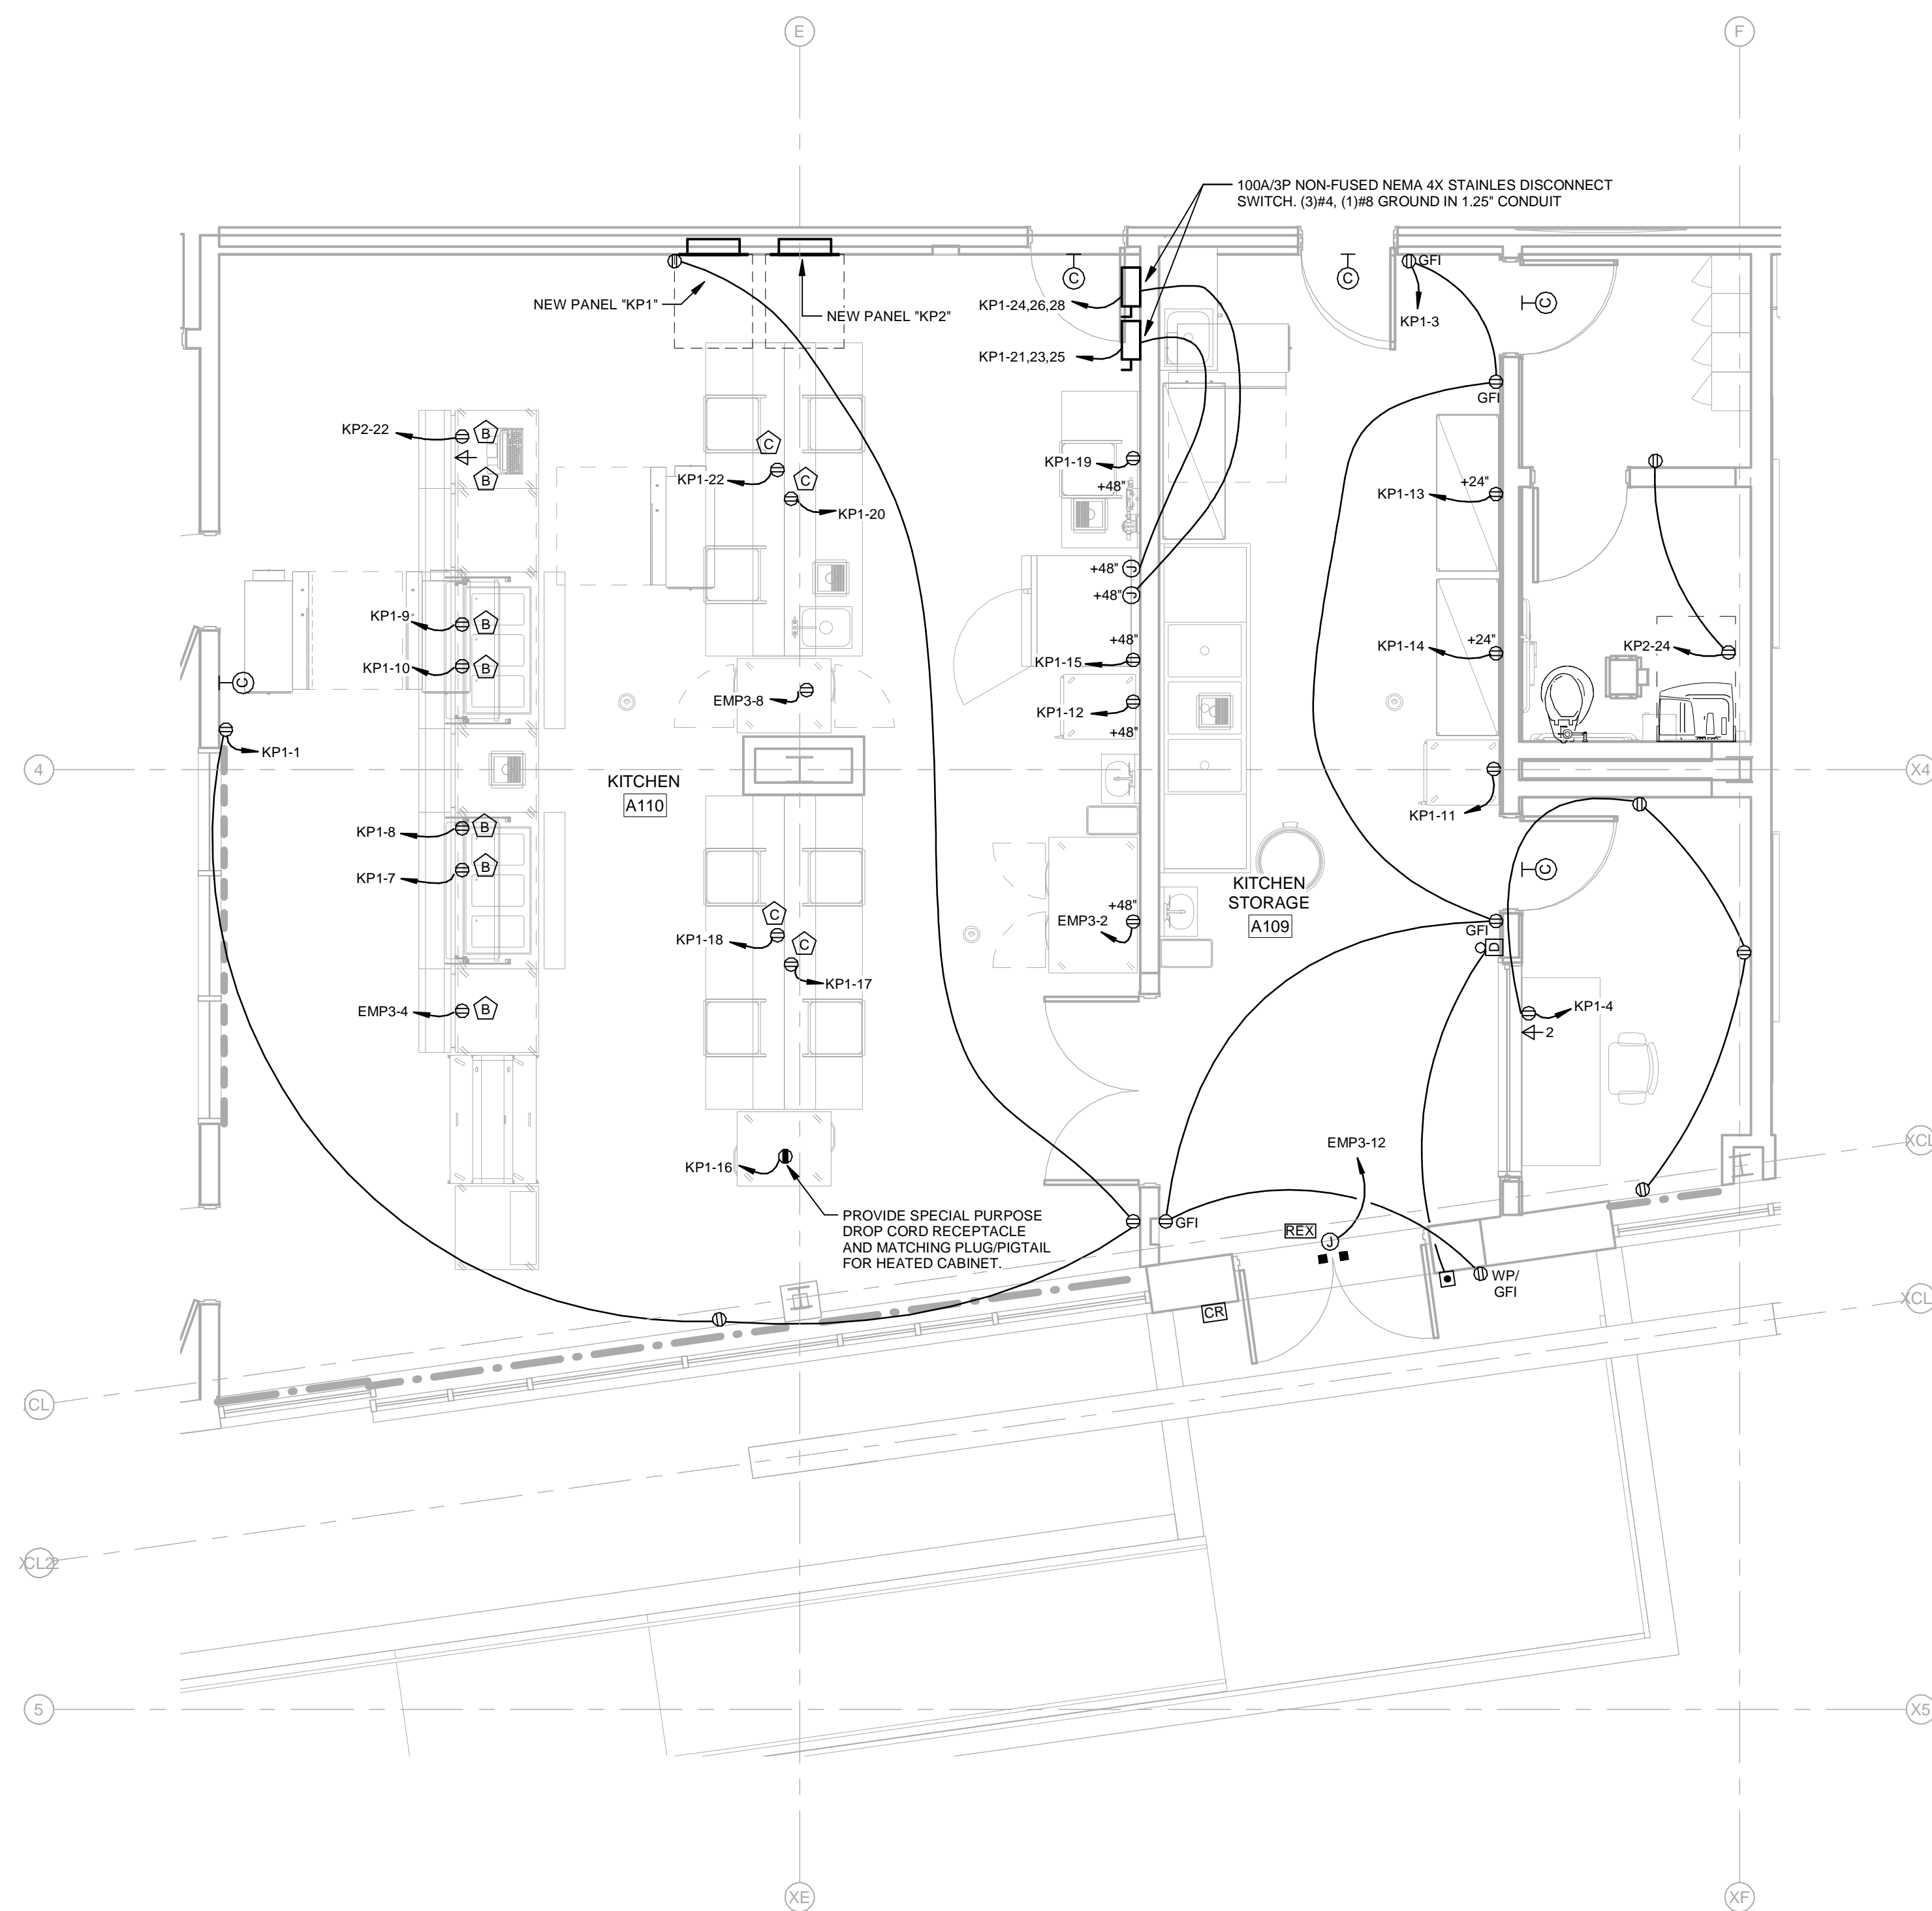 E
F
100A/3P NON-FUSED NEMA 4X STAINLES DISCONNECT
SWITCH. (3)#4, (1)#8 GROUND IN 1.25" CONDUIT
GFI
C
C
C
NEW PANEL "KP1"
NEW PANEL "KP2"
KP1-24,26,28
KP1-3
KP1-21,23,25
GFI
KP2-22
B
C
KP1-22
C
B
KP1-20
KP1-19
+48"
KP1-13
+24"
+48"
J
+48"
J
KP1-9
B
KP1-10
B
+48"
KP1-15
KP1-14
+24"
KP2-24
C
EMP3-8
KP1-12
+48"
KP1-1
4
X4
KITCHEN
A110
KP1-11
KP1-8
B
KP1-7
B
C
KITCHEN
STORAGE
A109
C
KP1-18
C
+48"
EMP3-2
GFI
D
KP1-17
EMP3-4
B
KP1-4
2
EMP3-12
XCL
KP1-16
PROVIDE SPECIAL PURPOSE
DROP CORD RECEPTACLE
AND MATCHING PLUG/PIGTAIL
FOR HEATED CABINET.
GFI
REX
J
WP/
GFI
CR
XCL
CL
XCL22
5
X5
XE
XF